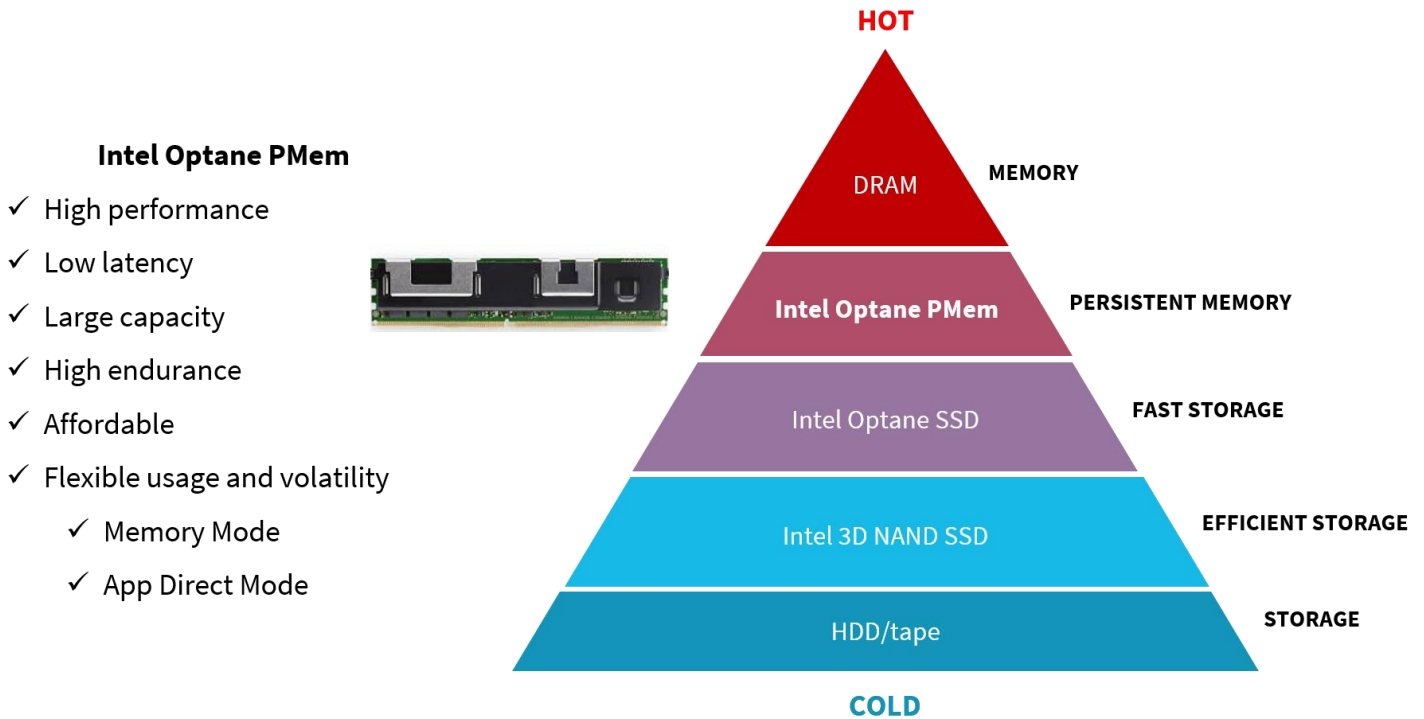 HOT
Intel Optane PMem
High performance
Low latency
Large capacity
High endurance
Affordable
Flexible usage and volatility
Memory Mode
App Direct Mode
DRAM
MEMORY
Intel Optane PMem
PERSISTENT MEMORY
Intel Optane SSD
FAST STORAGE
Intel 3D NAND SSD
EFFICIENT STORAGE
HDD/tape
STORAGE
COLD